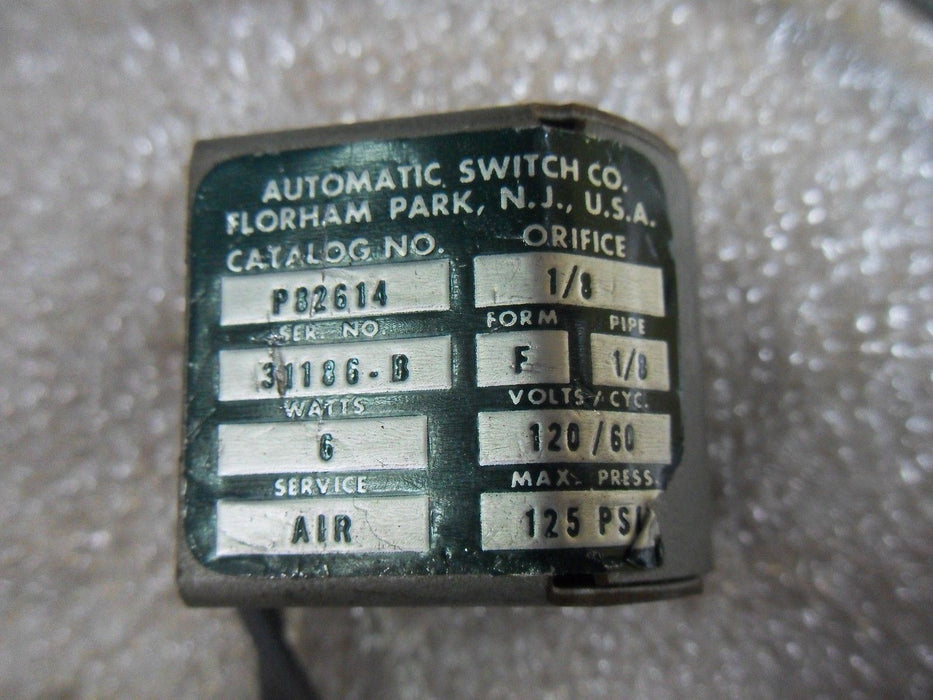 AUTOMATIC SWITCH CO.
FLORHAM PARK, N.J., U.S.A.
CATALOG NO. ORIFICE
P82614 1/8
SER. NO. FORM PIPE
31186-B F 1/8
WATTS VOLTS/CYC.
6 120/60
SERVICE MAX. PRESS.
AIR 125 PSI